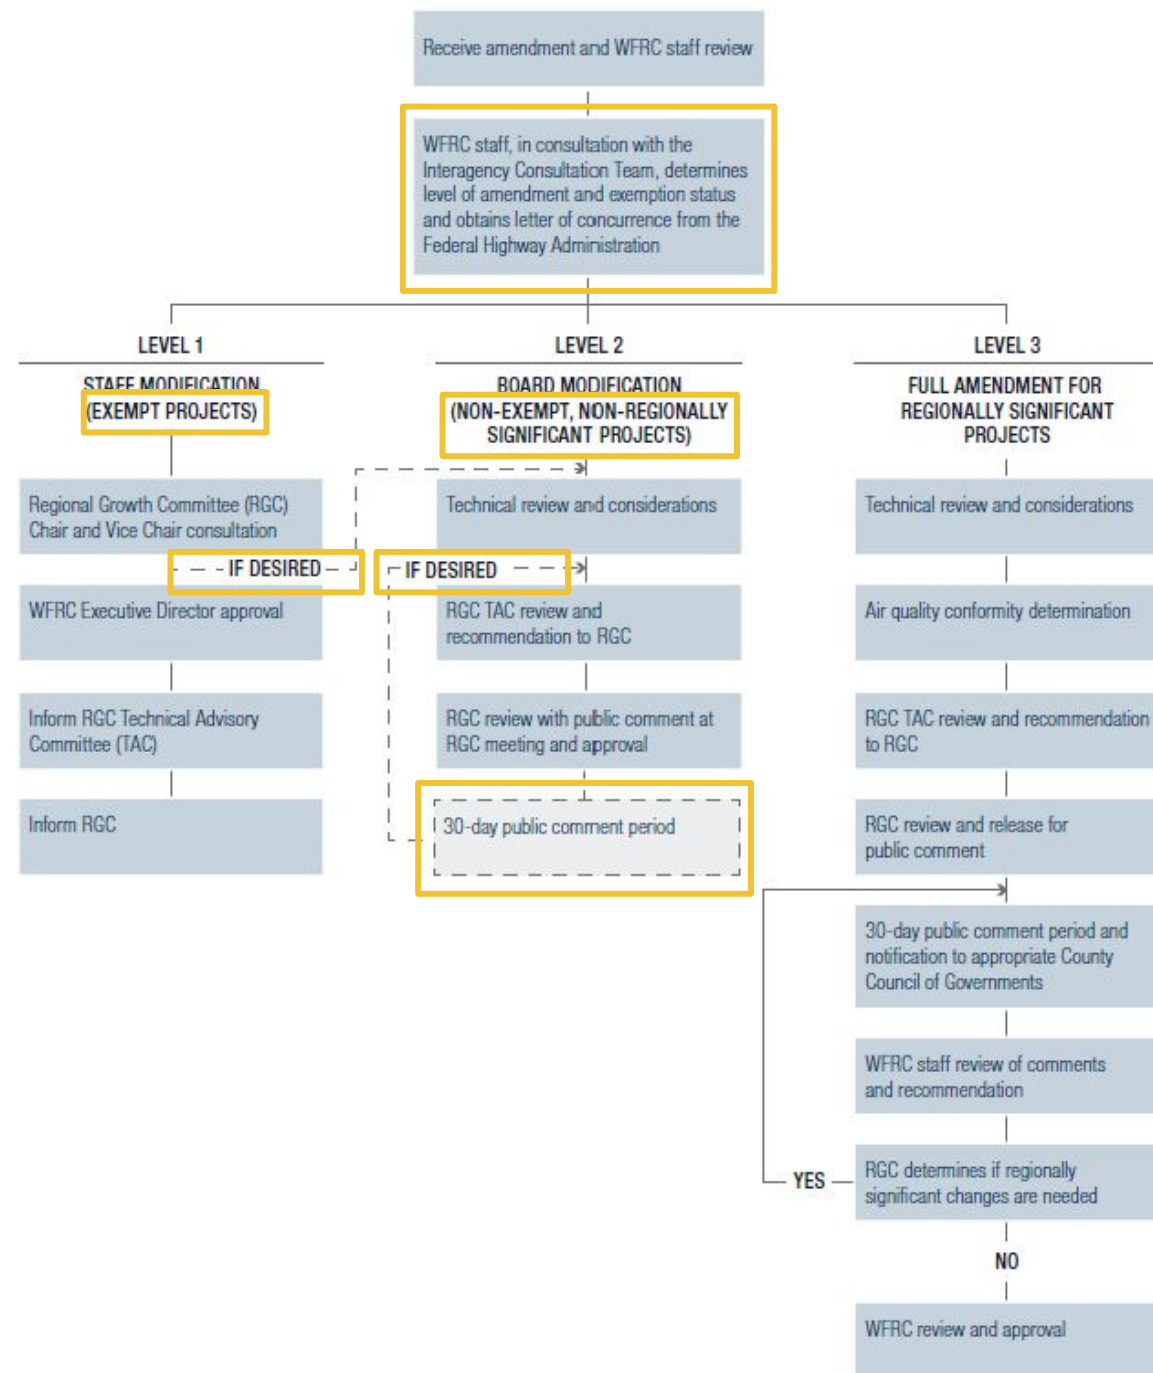 Receive amendment and WFRC staff review
WFRC staff, in consultation with the
Interagency Consultation Team, determines
level of amendment and exemption status
and obtains letter of concurrence from the
Federal Highway Administration
LEVEL 1
STAFF MODIFICATION
(EXEMPT PROJECTS)
Regional Growth Committee (RGC)
Chair and Vice Chair consultation
IF DESIRED
WFRC Executive Director approval
Inform RGC Technical Advisory
Committee (TAC)
Inform RGC
LEVEL 2
BOARD MODIFICATION
(NON-EXEMPT, NON-REGIONALLY
SIGNIFICANT PROJECTS)
Technical review and considerations
IF DESIRED
RGC TAC review and
recommendation to RGC
RGC review with public comment at
RGC meeting and approval
30-day public comment period
LEVEL 3
FULL AMENDMENT FOR
REGIONALLY SIGNIFICANT
PROJECTS
Technical review and considerations
Air quality conformity determination
RGC TAC review and recommendation
to RGC
RGC review and release for
public comment
30-day public comment period and
notification to appropriate County
Council of Governments
WFRC staff review of comments
and recommendation
RGC determines if regionally
significant changes are needed
YES
NO
WFRC review and approval